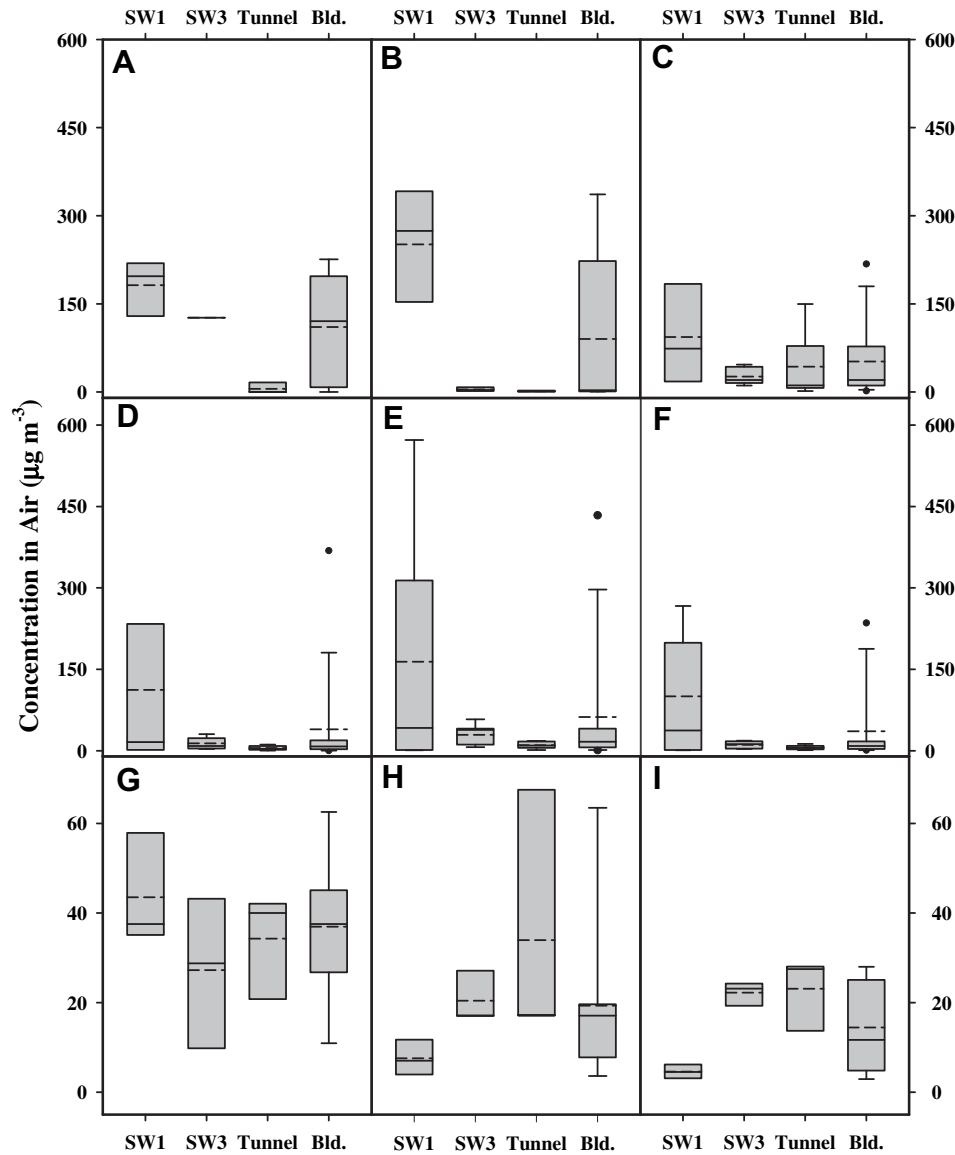 SW1 SW3 Tunnel Bld. SW1 SW3 Tunnel Bld. SW1 SW3 Tunnel Bld.
600 A B C 600
450 450
300 300
150 150
0 0
D E F
600 600
450 450
300 300
150 150
0 0
G H I
60 60
40 40
20 20
0 0
SW1 SW3 Tunnel Bld. SW1 SW3 Tunnel Bld. SW1 SW3 Tunnel Bld.
Concentration in Air (µg m⁻³)